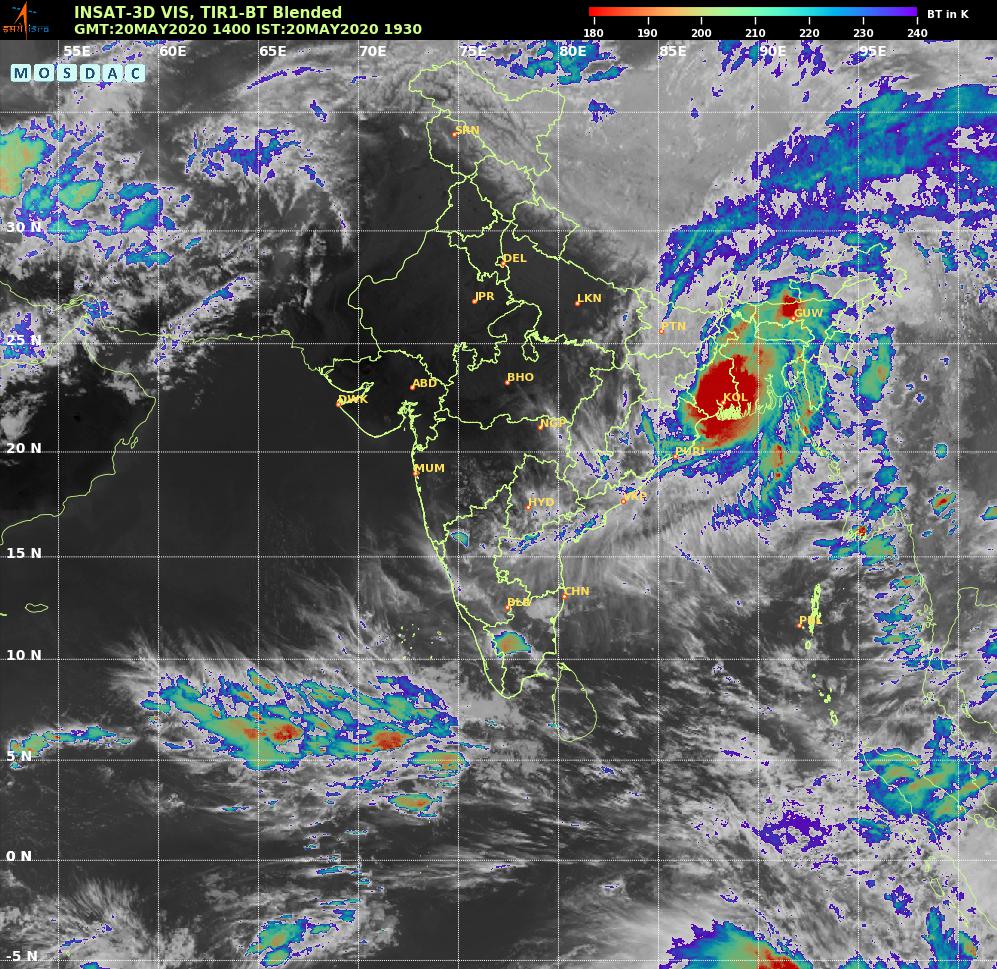 INSAT-3D VIS, TIR1-BT Blended
GMT:20MAY2020 1400 IST:20MAY2020 1930
180 190 200 210 220 230 240
BT in K
55E 60E 65E 70E 75E 80E 85E 90E 95E
MOSDAC
SRN
30 N
DEL
JPR
LKN
GUW
PTN
25 N
BHO
ABD
DWK
KOL
NGP
20 N
PURI
MUM
HYD
15 N
BLR
CHN
PBL
10 N
5 N
0 N
-5 N